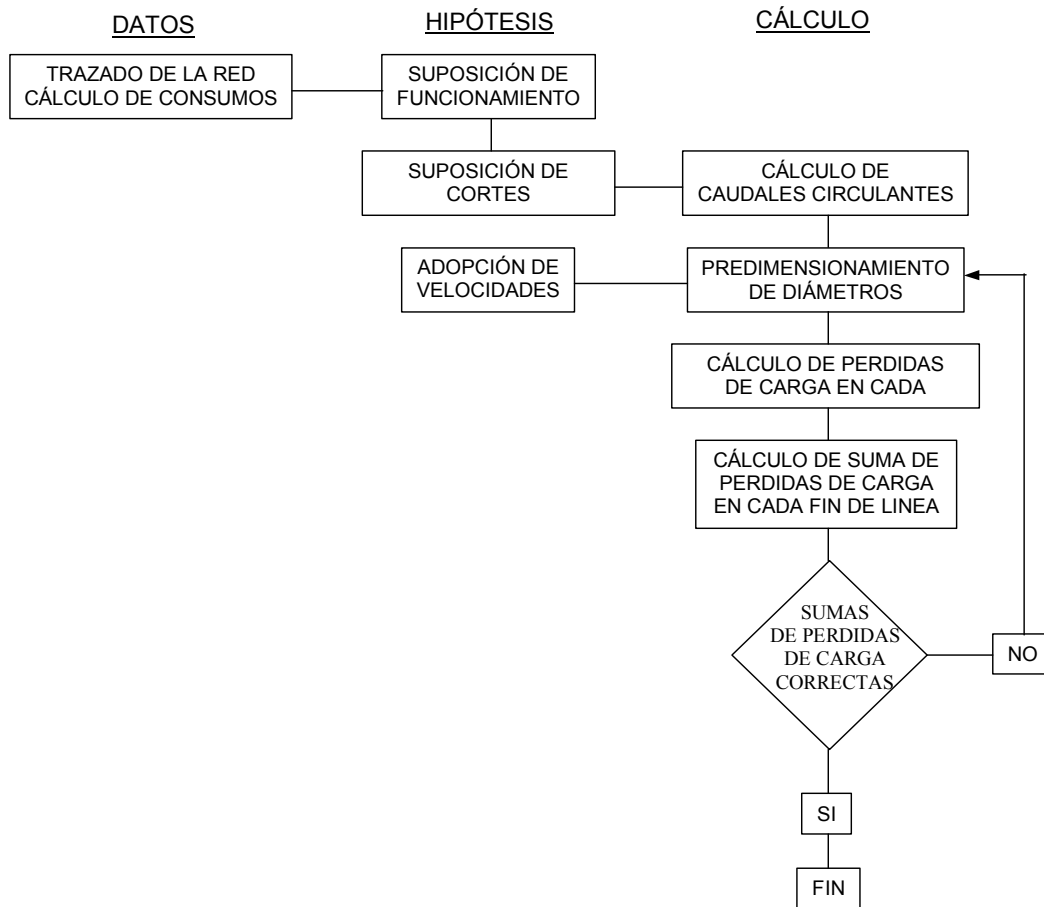 DATOS
HIPÓTESIS
CÁLCULO
TRAZADO DE LA RED
CÁLCULO DE CONSUMOS
SUPOSICIÓN DE
FUNCIONAMIENTO
SUPOSICIÓN DE
CORTES
CÁLCULO DE
CAUDALES CIRCULANTES
ADOPCIÓN DE
VELOCIDADES
PREDIMENSIONAMIENTO
DE DIÁMETROS
CÁLCULO DE PERDIDAS
DE CARGA EN CADA
CÁLCULO DE SUMA DE
PERDIDAS DE CARGA
EN CADA FIN DE LINEA
SUMAS
DE PERDIDAS
DE CARGA
CORRECTAS
NO
SI
FIN